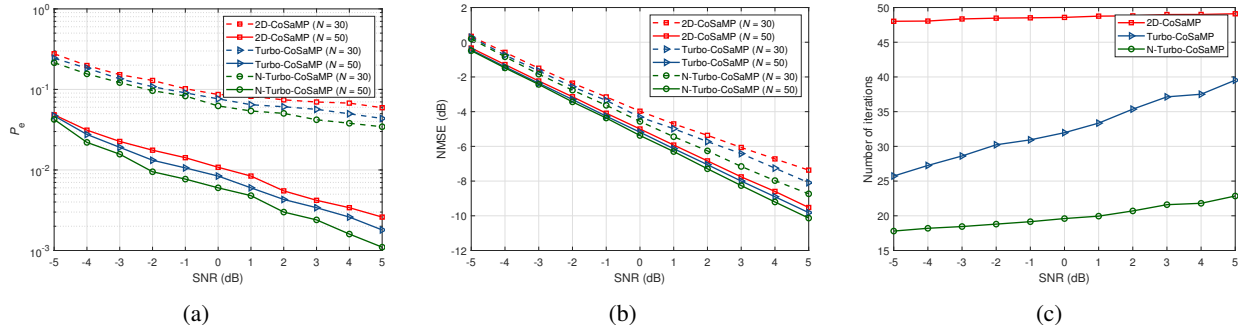 10^0
10^-1
10^-2
10^-3
P_e
-5 -4 -3 -2 -1 0 1 2 3 4 5
SNR (dB)
2D-CoSaMP (N = 30)
2D-CoSaMP (N = 50)
Turbo-CoSaMP (N = 30)
Turbo-CoSaMP (N = 50)
N-Turbo-CoSaMP (N = 30)
N-Turbo-CoSaMP (N = 50)
(a)
4
2
0
-2
-4
-6
-8
-10
-12
NMSE (dB)
-5 -4 -3 -2 -1 0 1 2 3 4 5
SNR (dB)
2D-CoSaMP (N = 30)
2D-CoSaMP (N = 50)
Turbo-CoSaMP (N = 30)
Turbo-CoSaMP (N = 50)
N-Turbo-CoSaMP (N = 30)
N-Turbo-CoSaMP (N = 50)
(b)
50
45
40
35
30
25
20
15
Number of iterctions
-5 -4 -3 -2 -1 0 1 2 3 4 5
SNR (dB)
2D-CoSaMP
Turbo-CoSaMP
N-Turbo-CoSaMP
(c)